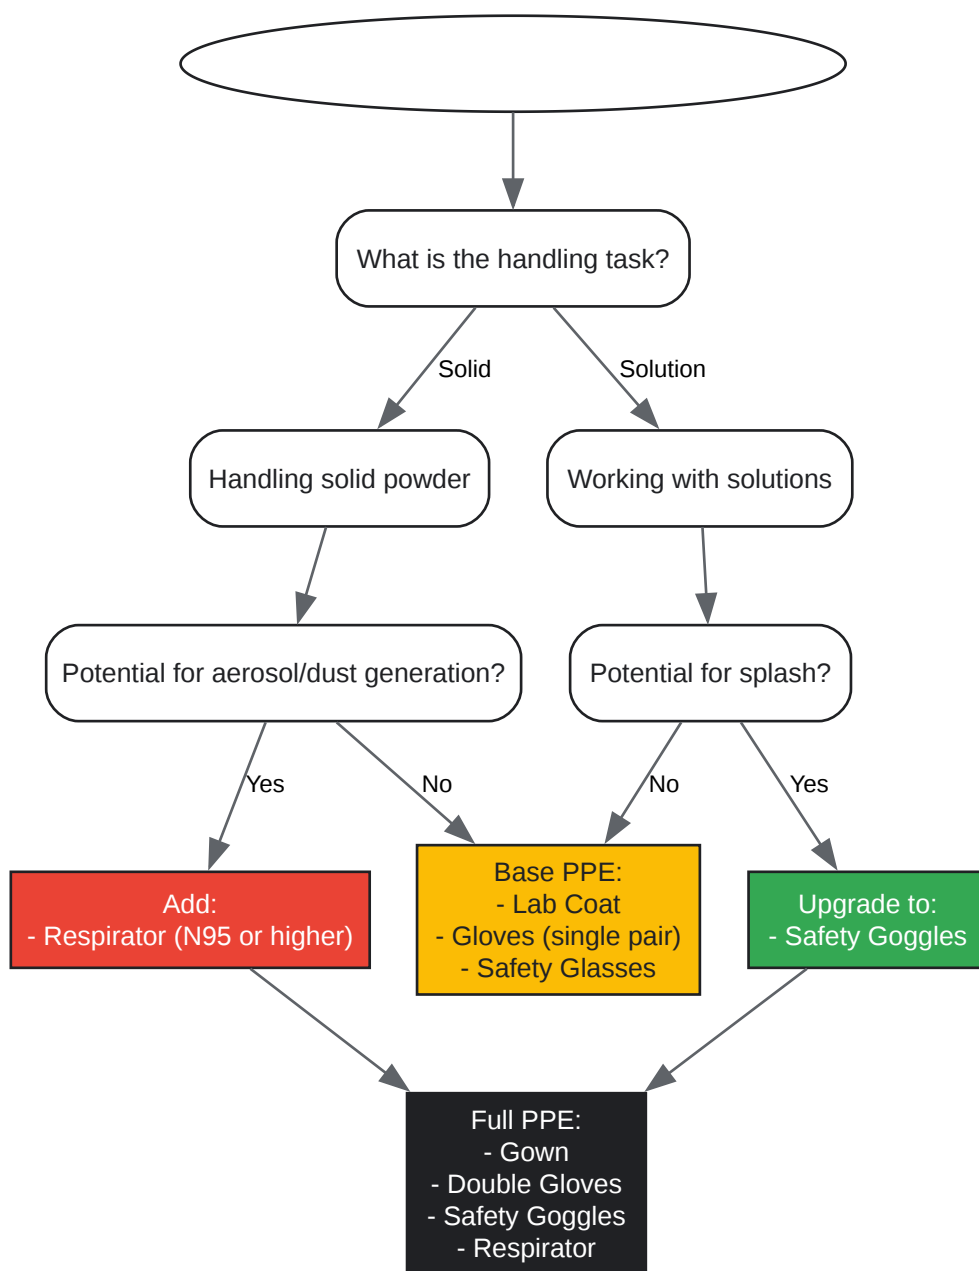 What is the handling task?
Solid
Solution
Handling solid powder
Working with solutions
Potential for aerosol/dust generation?
Potential for splash?
Yes
No
No
Yes
Add:
- Respirator (N95 or higher)
Base PPE:
- Lab Coat
- Gloves (single pair)
- Safety Glasses
Upgrade to:
- Safety Goggles
Full PPE:
- Gown
- Double Gloves
- Safety Goggles
- Respirator